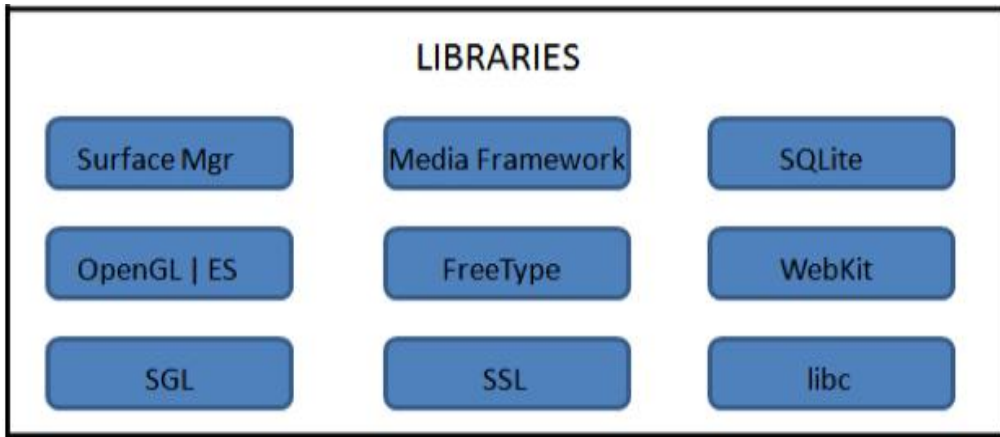 LIBRARIES
Surface Mgr
Media Framework
SQLite
OpenGL | ES
FreeType
WebKit
SGL
SSL
libc